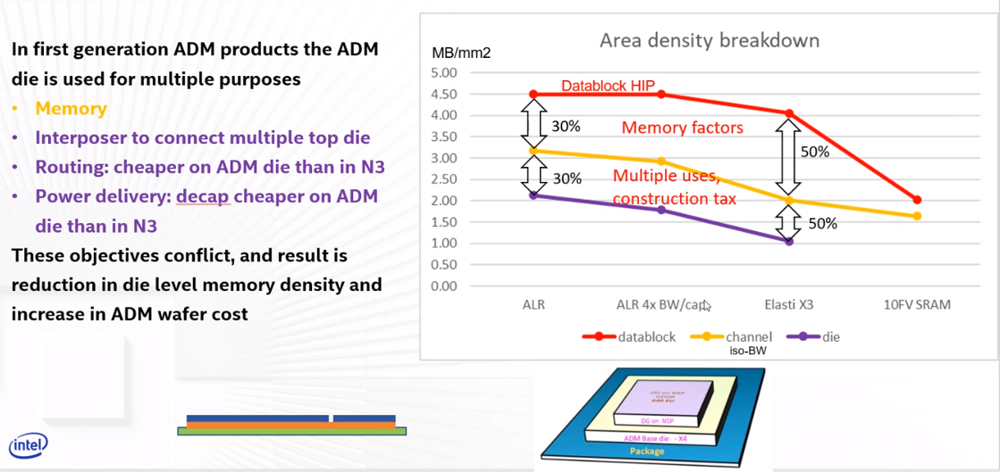 In first generation ADM products the ADM
die is used for multiple purposes
• Memory
• Interposer to connect multiple top die
• Routing: cheaper on ADM die than in N3
• Power delivery: decap cheaper on ADM
die than in N3
These objectives conflict, and result is
reduction in die level memory density and
increase in ADM wafer cost
intel
Area density breakdown
MB/mm2
5.00
4.50
4.00
3.50
3.00
2.50
2.00
1.50
1.00
0.50
0.00
Datablock HIP
30%
Memory factors
50%
30%
Multiple uses,
construction tax
50%
ALR
ALR 4x BW/cap
Elasti X3
10FV SRAM
datablock
channel
die
iso-BW
DG on N5P
640 EU
DG on N5P
ADM Base die - X4
Package